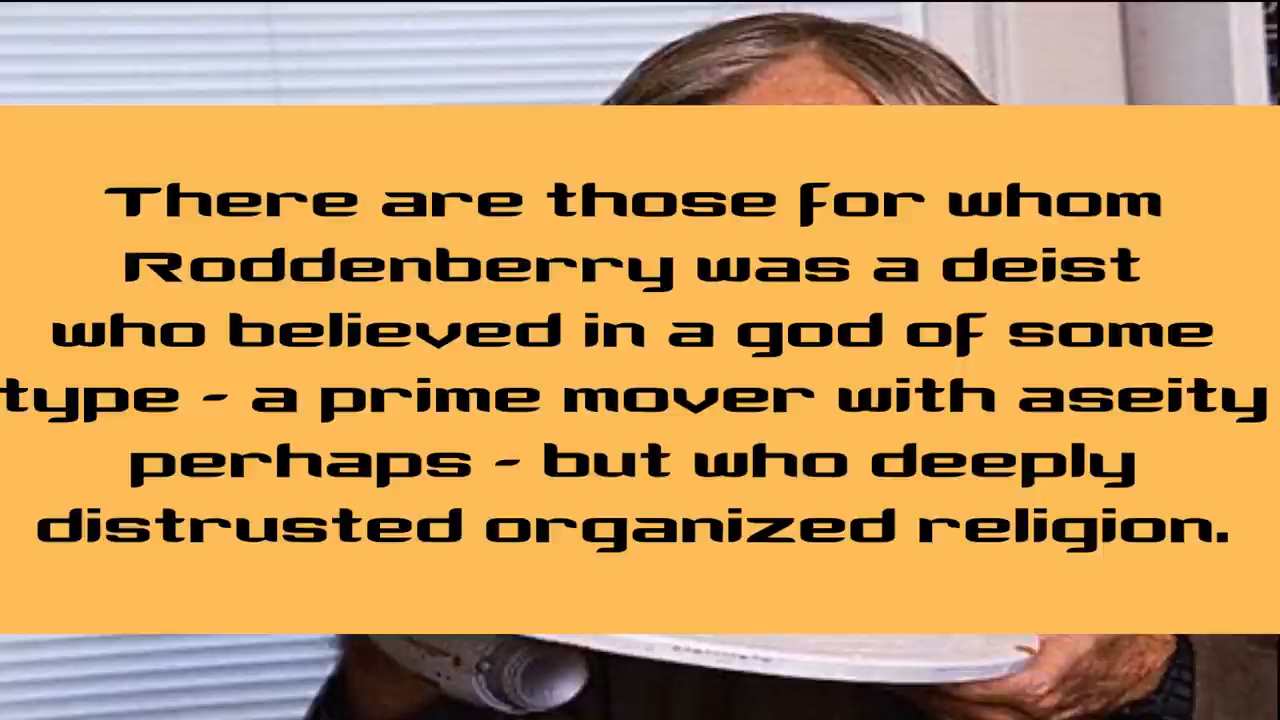 There are those for whom
Roddenberry was a deist
who believed in a god of some
type - a prime mover with aseity
perhaps - but who deeply
distrusted organized religion.